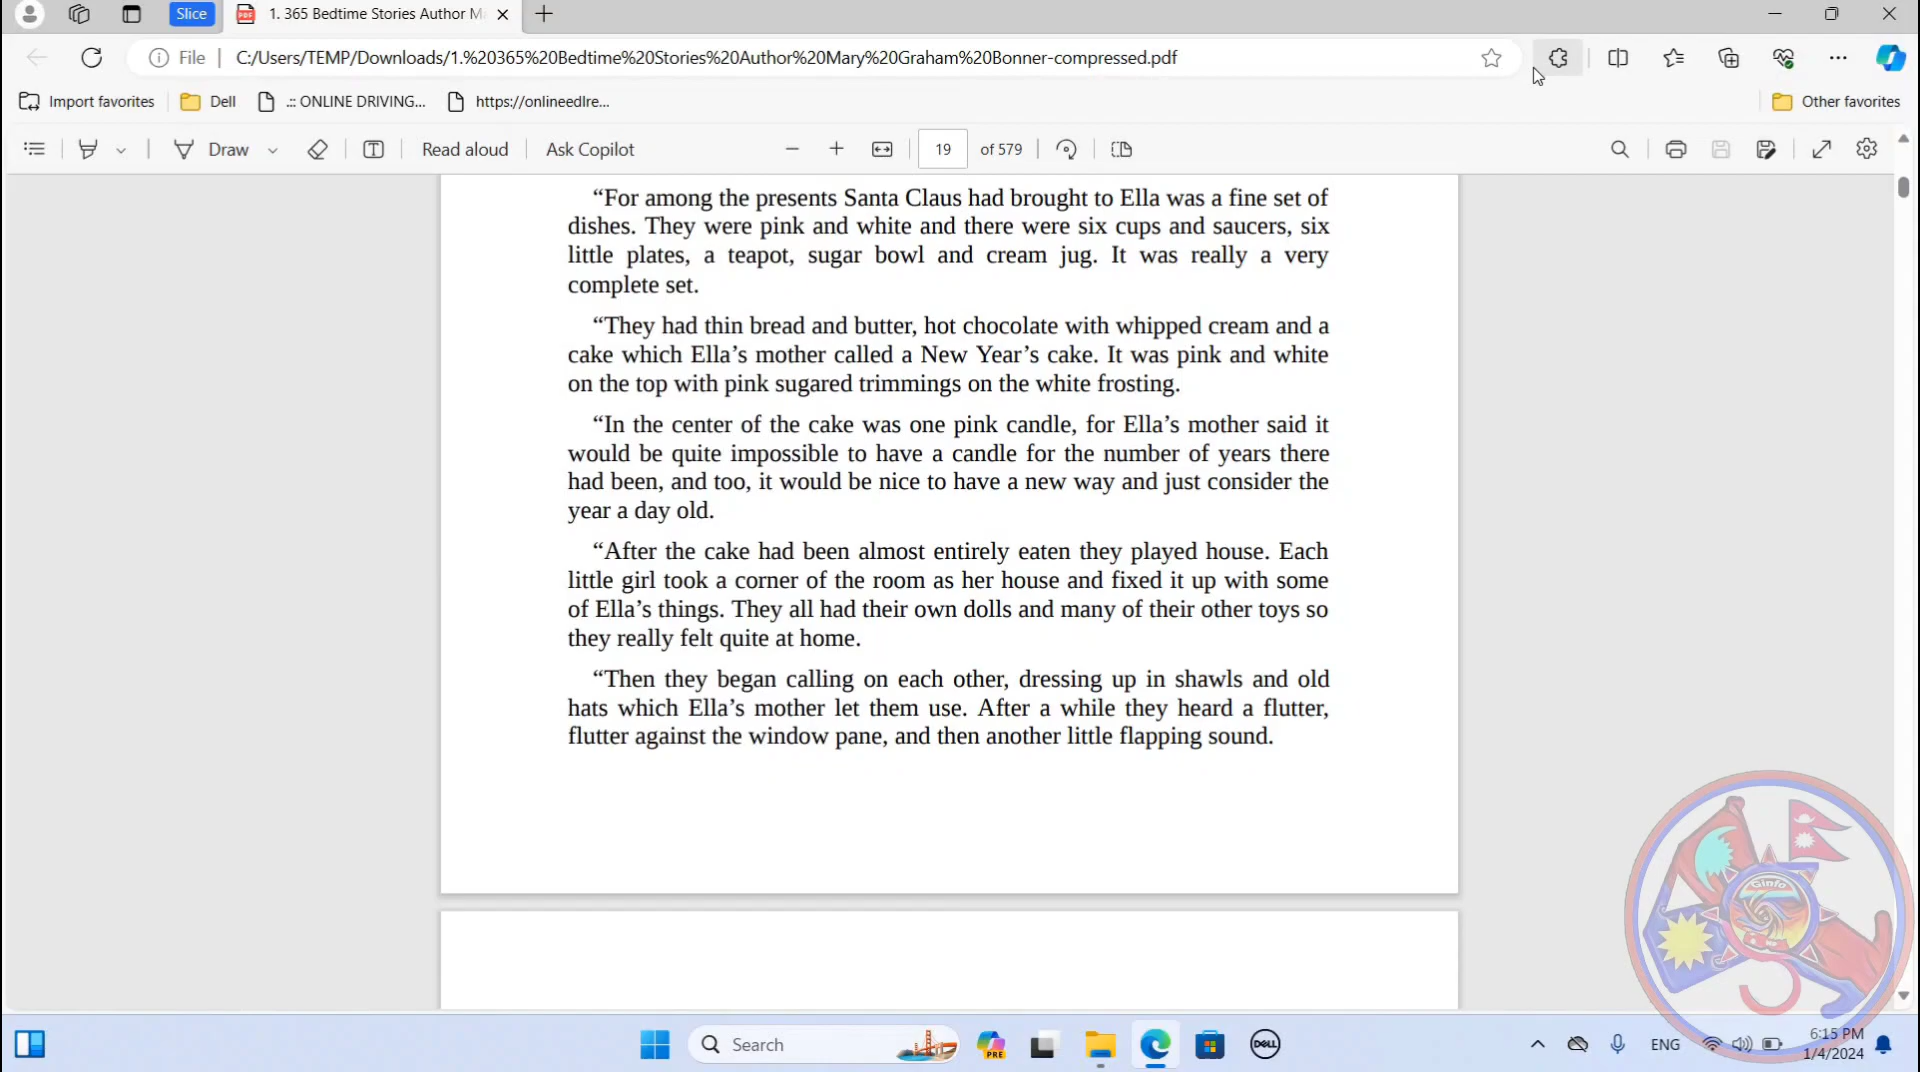 Slice
1. 365 Bedtime Stories Author M
File
C:/Users/TEMP/Downloads/1.%20365%20Bedtime%20Stories%20Author%20Mary%20Graham%20Bonner-compressed.pdf
Import favorites
Dell
.:: ONLINE DRIVING...
https://onlineedlre...
Other favorites
Draw
Read aloud
Ask Copilot
19 of 579
“For among the presents Santa Claus had brought to Ella was a fine set of
dishes. They were pink and white and there were six cups and saucers, six
little plates, a teapot, sugar bowl and cream jug. It was really a very
complete set.
“They had thin bread and butter, hot chocolate with whipped cream and a
cake which Ella’s mother called a New Year’s cake. It was pink and white
on the top with pink sugared trimmings on the white frosting.
“In the center of the cake was one pink candle, for Ella’s mother said it
would be quite impossible to have a candle for the number of years there
had been, and too, it would be nice to have a new way and just consider the
year a day old.
“After the cake had been almost entirely eaten they played house. Each
little girl took a corner of the room as her house and fixed it up with some
of Ella’s things. They all had their own dolls and many of their other toys so
they really felt quite at home.
“Then they began calling on each other, dressing up in shawls and old
hats which Ella’s mother let them use. After a while they heard a flutter,
flutter against the window pane, and then another little flapping sound.
Ginfo
Search
PRE
DELL
ENG
6:15 PM
1/4/2024